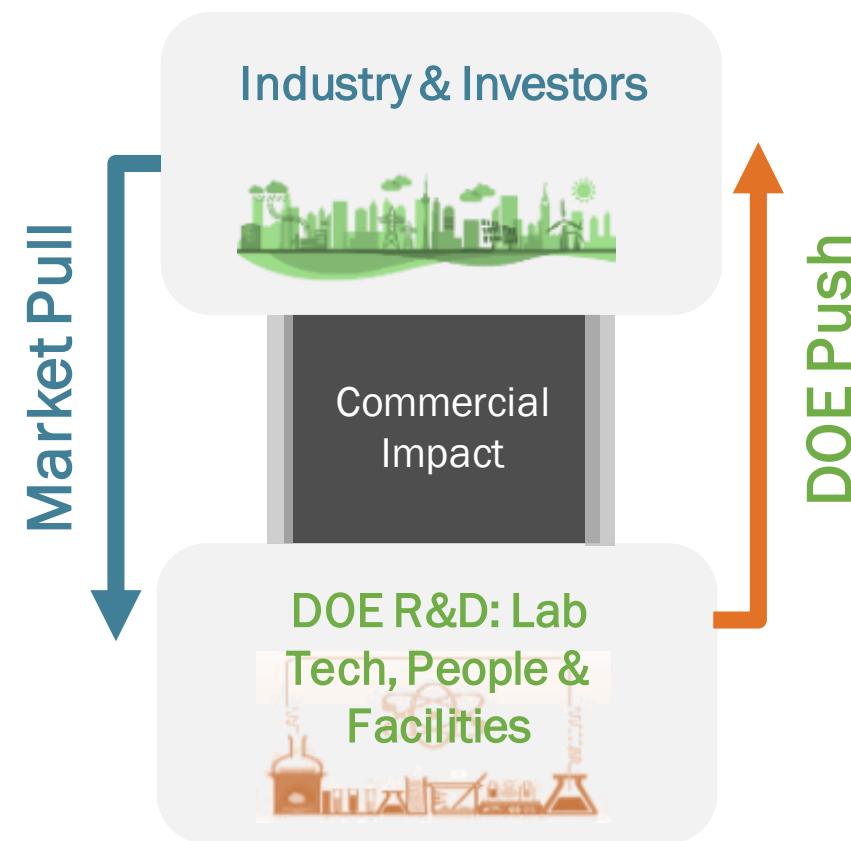 Industry & Investors
Market Pull
DOE Push
Commercial
Impact
DOE R&D: Lab
Tech, People &
Facilities